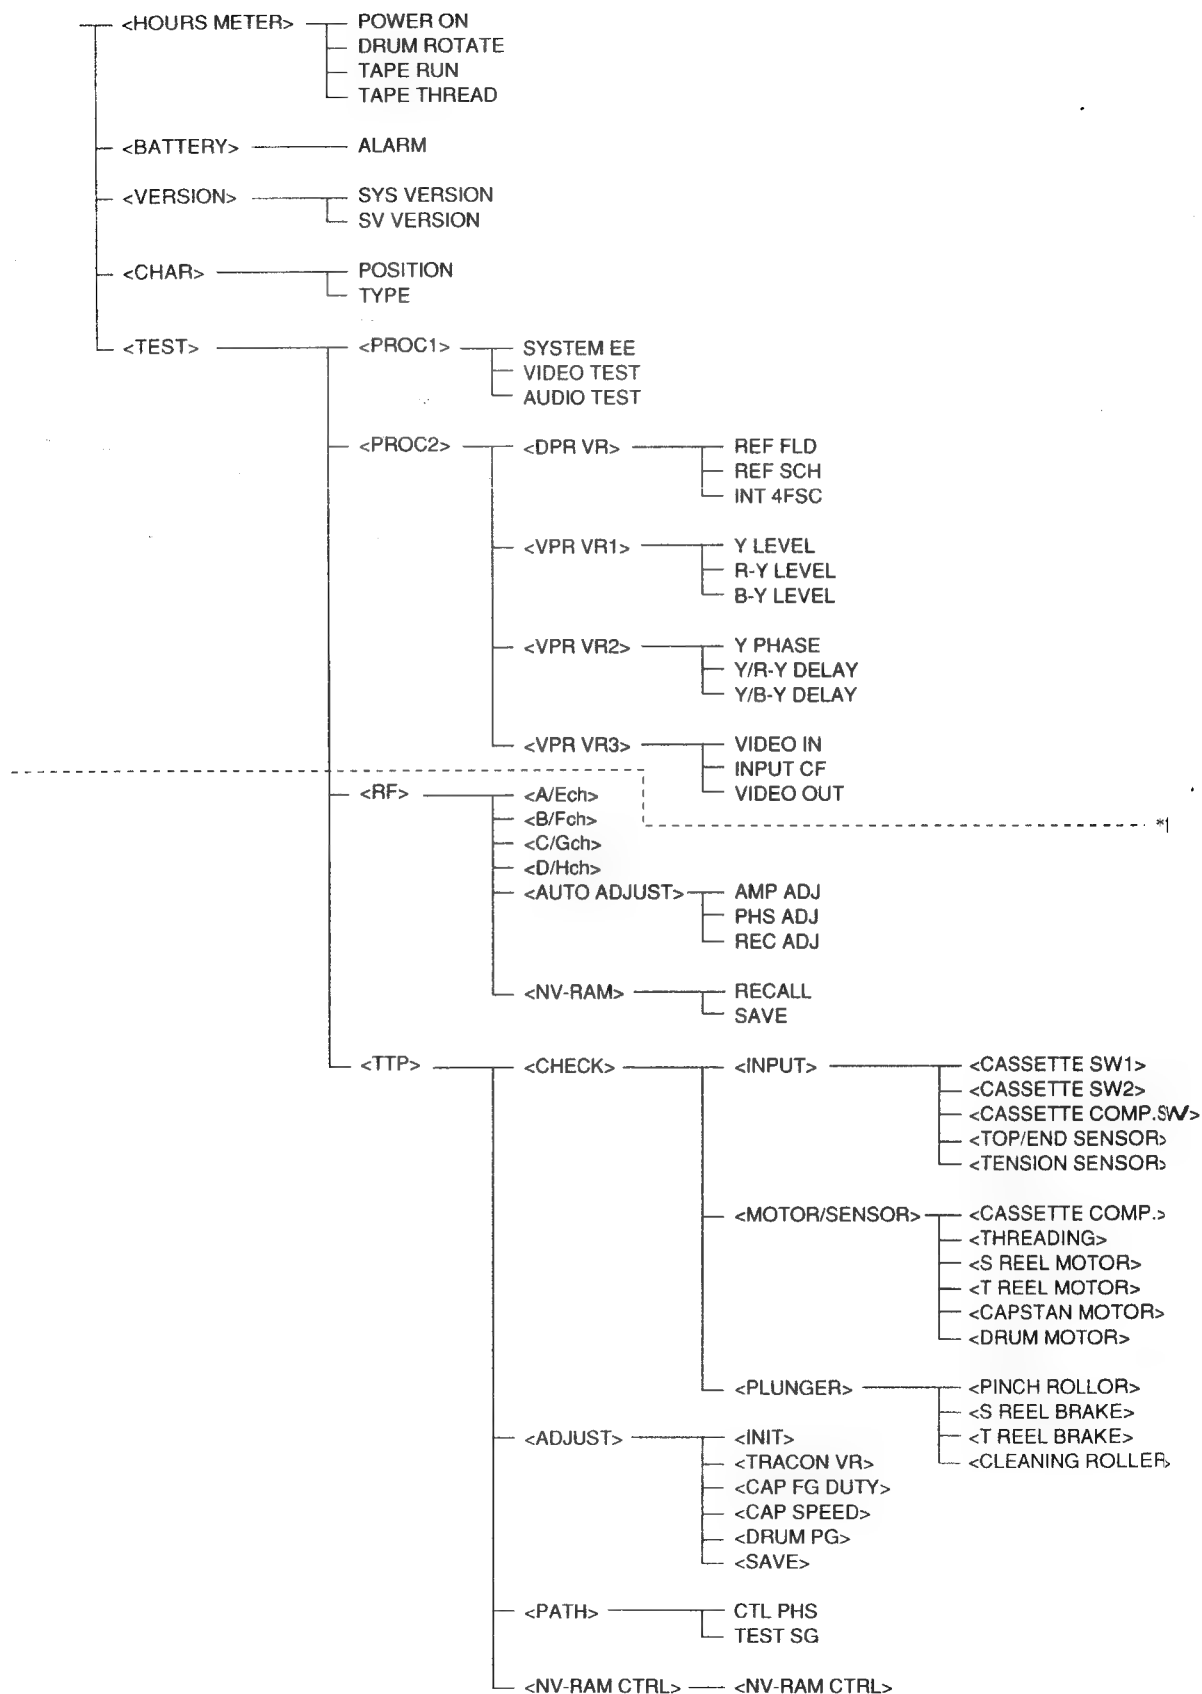 <HOURS METER> POWER ON
DRUM ROTATE
TAPE RUN
TAPE THREAD
<BATTERY> ALARM
<VERSION> SYS VERSION
SV VERSION
<CHAR> POSITION
TYPE
<TEST> <PROC1> SYSTEM EE
VIDEO TEST
AUDIO TEST
<PROC2> <DPR VR> REF FLD
REF SCH
INT 4FSC
<VPR VR1> Y LEVEL
R-Y LEVEL
B-Y LEVEL
<VPR VR2> Y PHASE
Y/R-Y DELAY
Y/B-Y DELAY
<VPR VR3> VIDEO IN
INPUT CF
VIDEO OUT
<RF> <A/Ech>
<B/Fch>
*1
<C/Gch>
<D/Hch>
<AUTO ADJUST> AMP ADJ
PHS ADJ
REC ADJ
<NV-RAM> RECALL
SAVE
<TTP> <CHECK> <INPUT> <CASSETTE SW1>
<CASSETTE SW2>
<CASSETTE COMP.SW>
<TOP/END SENSOR>
<TENSION SENSOR>
<MOTOR/SENSOR> <CASSETTE COMP.>
<THREADING>
<S REEL MOTOR>
<T REEL MOTOR>
<CAPSTAN MOTOR>
<DRUM MOTOR>
<PLUNGER> <PINCH ROLLOR>
<S REEL BRAKE>
<T REEL BRAKE>
<CLEANING ROLLER>
<ADJUST> <INIT>
<TRACON VR>
<CAP FG DUTY>
<CAP SPEED>
<DRUM PG>
<SAVE>
<PATH> CTL PHS
TEST SG
<NV-RAM CTRL> <NV-RAM CTRL>